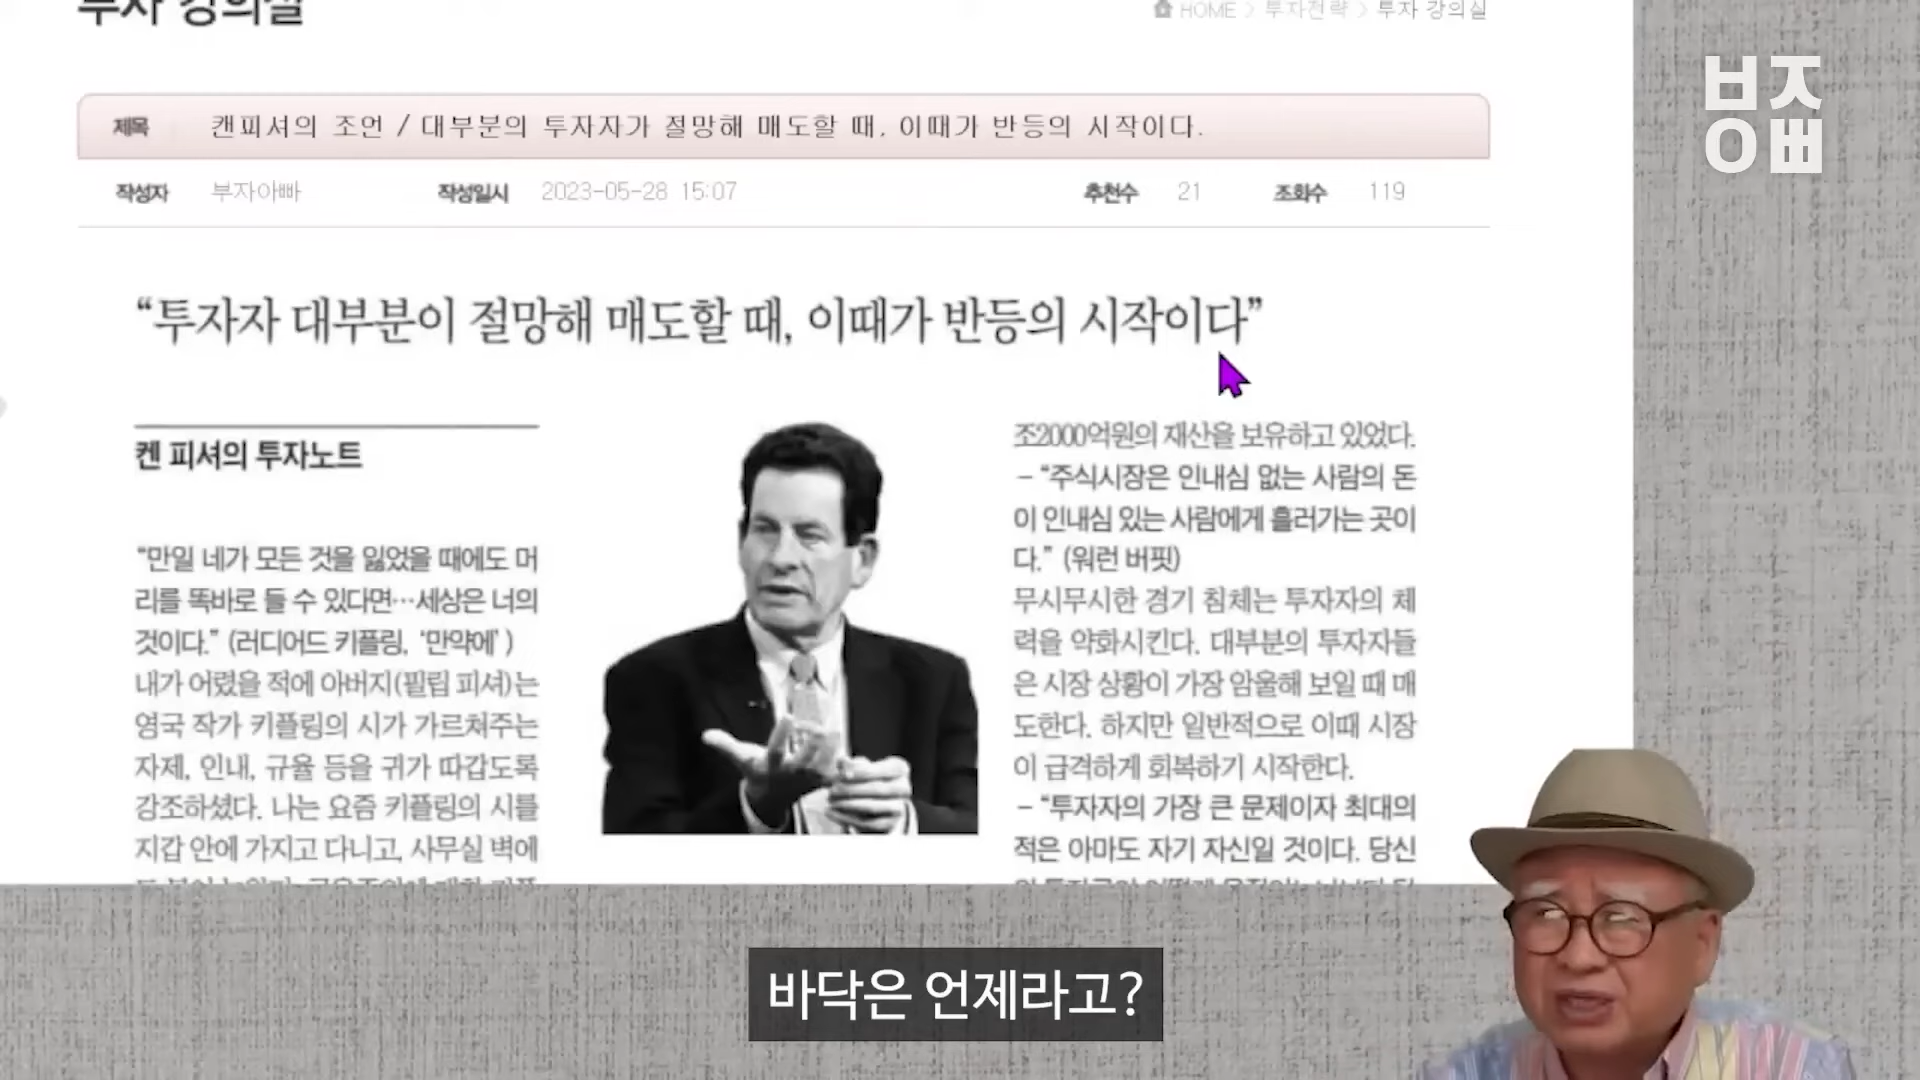 투자 강의실
HOME > 투자전략 > 투자 강의실
제목 캔피셔의 조언 / 대부분의 투자자가 절망해 매도할 때, 이때가 반등의 시작이다.
작성자 부자아빠 작성일시 2023-05-28 15:07 추천수 21 조회수 119
“투자자 대부분이 절망해 매도할 때, 이때가 반등의 시작이다”
켄 피셔의 투자노트
“만일 네가 모든 것을 잃었을 때에도 머
리를 똑바로 들 수 있다면…세상은 너의
것이다.” (러디어드 키플링, ‘만약에’ )
내가 어렸을 적에 아버지(필립 피셔)는
영국 작가 키플링의 시가 가르쳐주는
자제, 인내, 규율 등을 귀가 따갑도록
강조하셨다. 나는 요즘 키플링의 시를
지갑 안에 가지고 다니고, 사무실 벽에
조2000억원의 재산을 보유하고 있었다.
– “주식시장은 인내심 없는 사람의 돈
이 인내심 있는 사람에게 흘러가는 곳이
다.” (워런 버핏)
무시무시한 경기 침체는 투자자의 체
력을 약화시킨다. 대부분의 투자자들
은 시장 상황이 가장 암울해 보일 때 매
도한다. 하지만 일반적으로 이때 시장
이 급격하게 회복하기 시작한다.
– “투자자의 가장 큰 문제이자 최대의
적은 아마도 자기 자신일 것이다. 당신
바닥은 언제라고?
부자
아빠